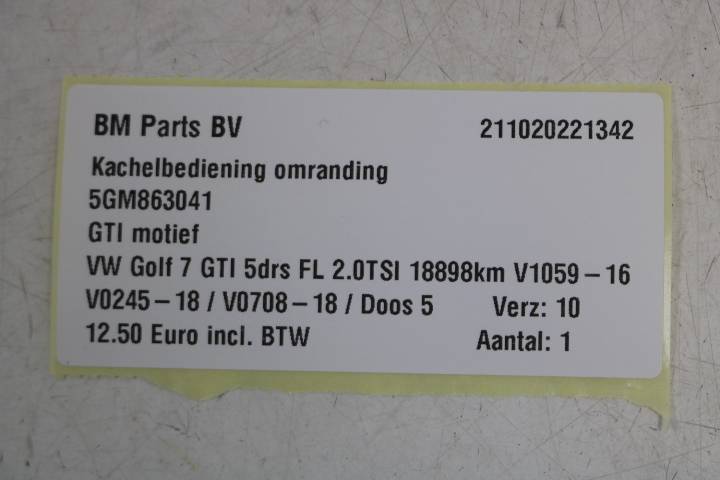 BM Parts BV 211020221342
Kachelbediening omranding
5GM863041
GTI motief
VW Golf 7 GTI 5drs FL 2.0TSI 18898km V1059-16
V0245-18 / V0708-18 / Doos 5 Verz: 10
12.50 Euro incl. BTW Aantal: 1